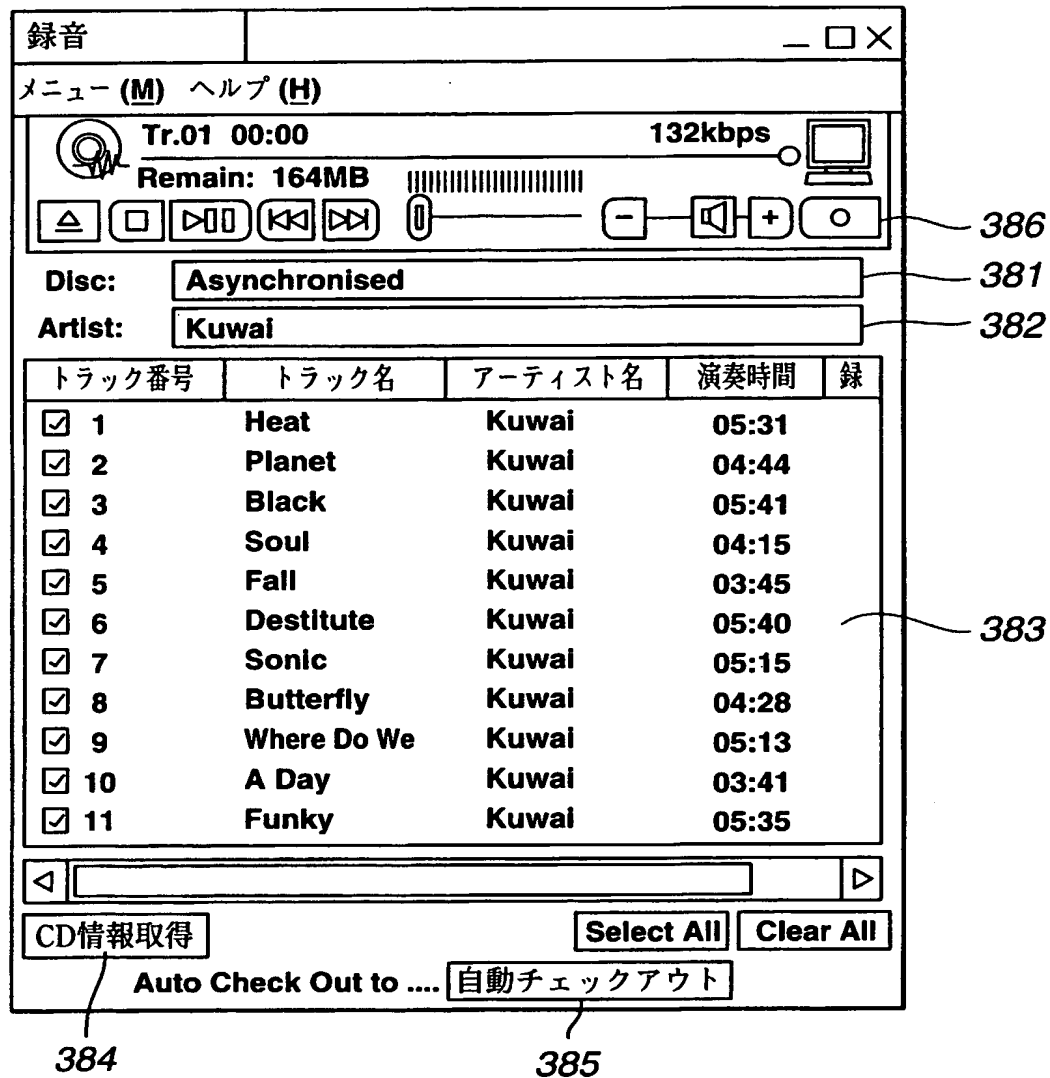 録音
メニュー (M) ヘルプ (H)
Tr.01 00:00 132kbps
Remain: 164MB
386
Disc: Asynchronised 381
Artist: Kuwai 382
トラック番号 トラック名 アーティスト名 演奏時間 録
1 Heat Kuwai 05:31
2 Planet Kuwai 04:44
3 Black Kuwai 05:41
4 Soul Kuwai 04:15
5 Fall Kuwai 03:45
6 Destitute Kuwai 05:40
383
7 Sonic Kuwai 05:15
8 Butterfly Kuwai 04:28
9 Where Do We Kuwai 05:13
10 A Day Kuwai 03:41
11 Funky Kuwai 05:35
CD情報取得 Select All Clear All
Auto Check Out to .... 自動チェックアウト
384 385